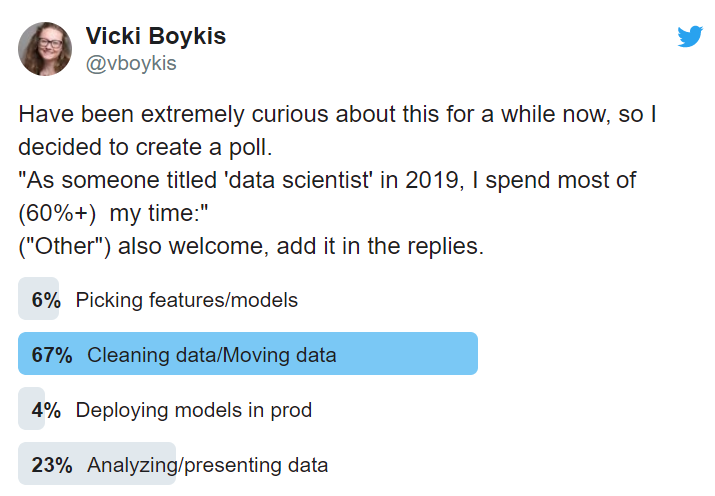 Vicki Boykis
@vboykis
Have been extremely curious about this for a while now, so I
decided to create a poll.
"As someone titled 'data scientist' in 2019, I spend most of
(60%+)  my time:"
("Other") also welcome, add it in the replies.
6% Picking features/models
67% Cleaning data/Moving data
4% Deploying models in prod
23% Analyzing/presenting data